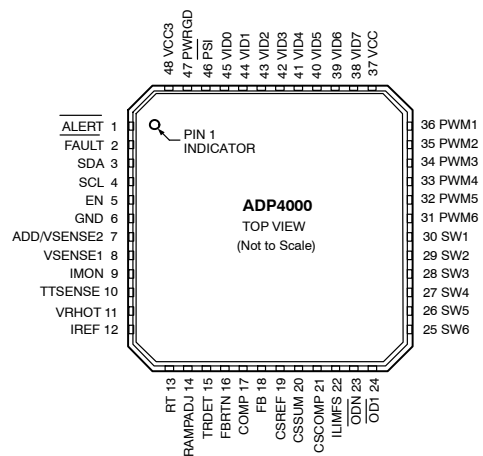 48 VCC3
47 PWRGD
46 PSI
45 VID0
44 VID1
43 VID2
42 VID3
41 VID4
40 VID5
39 VID6
38 VID7
37 VCC
ALERT 1
FAULT 2
SDA 3
SCL 4
EN 5
GND 6
ADD/VSENSE2 7
VSENSE1 8
IMON 9
TTSENSE 10
VRHOT 11
IREF 12
PIN 1
INDICATOR
ADP4000
TOP VIEW
(Not to Scale)
36 PWM1
35 PWM2
34 PWM3
33 PWM4
32 PWM5
31 PWM6
30 SW1
29 SW2
28 SW3
27 SW4
26 SW5
25 SW6
RT 13
RAMPADJ 14
TRDET 15
FBRTN 16
COMP 17
FB 18
CSREF 19
CSSUM 20
CSCOMP 21
ILIMFS 22
ODN 23
OD1 24